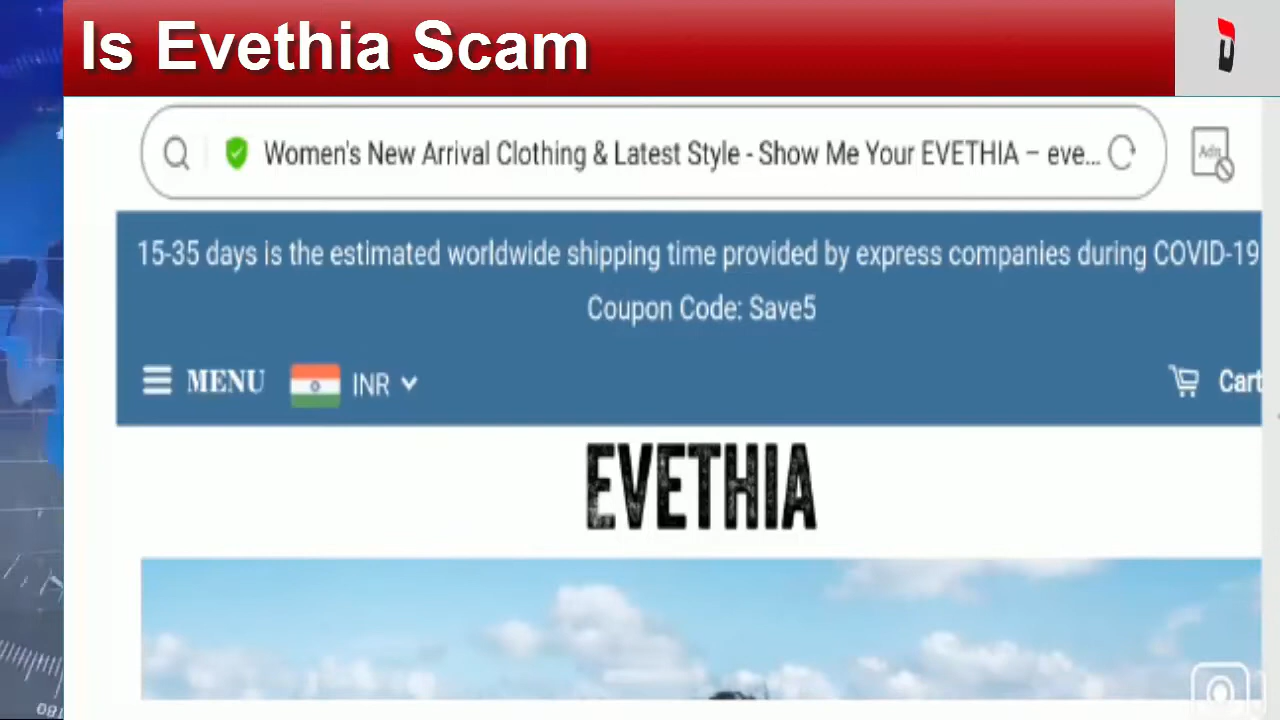 Is Evethia Scam
Women's New Arrival Clothing & Latest Style - Show Me Your EVETHIA – eve...
Adn
15-35 days is the estimated worldwide shipping time provided by express companies during COVID-19
Coupon Code: Save5
MENU INR Cart
EVETHIA